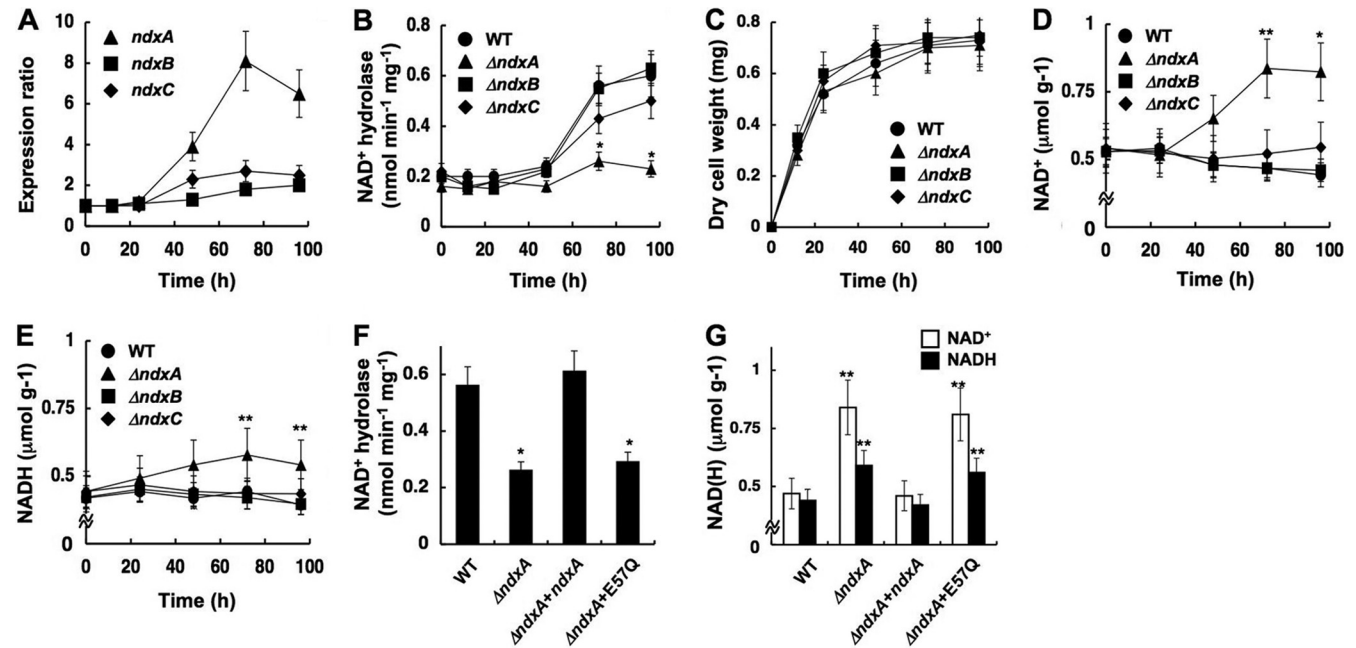 A
Expression ratio
10
8
6
4
2
0
ndxA
ndxB
ndxC
0 20 40 60 80 100
Time (h)
B
NAD+ hydrolase
(nmol min-1 mg-1)
0.8
0.6
0.4
0.2
0
WT
ΔndxA
ΔndxB
ΔndxC
*
*
0 20 40 60 80 100
Time (h)
C
Dry cell weight (mg)
0.8
0.6
0.4
0.2
0
WT
ΔndxA
ΔndxB
ΔndxC
0 20 40 60 80 100
Time (h)
D
NAD+ (μmol g-1)
1
0.75
0.5
0
WT
ΔndxA
ΔndxB
ΔndxC
**
*
0 20 40 60 80 100
Time (h)
E
NADH (μmol g-1)
1
0.75
0.5
0
WT
ΔndxA
ΔndxB
ΔndxC
**
**
0 20 40 60 80 100
Time (h)
F
NAD+ hydrolase
(nmol min-1 mg-1)
0.6
0.4
0.2
0
*
*
WT
ΔndxA
ΔndxA+ndxA
ΔndxA+E57Q
G
NAD(H) (μmol g-1)
1
0.75
0.5
0
NAD+
NADH
**
**
**
**
WT
ΔndxA
ΔndxA+ndxA
ΔndxA+E57Q